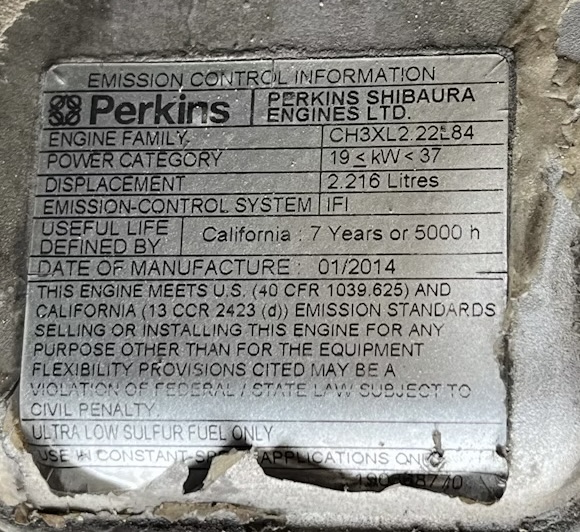 EMISSION CONTROL INFORMATION
Perkins PERKINS SHIBAURA ENGINES LTD.
ENGINE FAMILY CH3XL2.22L84
POWER CATEGORY 19 < kW < 37
DISPLACEMENT 2.216 Litres
EMISSION-CONTROL SYSTEM IFI
USEFUL LIFE DEFINED BY California : 7 Years or 5000 h
DATE OF MANUFACTURE : 01/2014
THIS ENGINE MEETS U.S. (40 CFR 1039.625) AND
CALIFORNIA (13 CCR 2423 (d)) EMISSION STANDARDS
SELLING OR INSTALLING THIS ENGINE FOR ANY
PURPOSE OTHER THAN FOR THE EQUIPMENT
FLEXIBILITY PROVISIONS CITED MAY BE A
VIOLATION OF FEDERAL / STATE LAW SUBJECT TO
CIVIL PENALTY.
ULTRA LOW SULFUR FUEL ONLY
USE IN CONSTANT- APPLICATIONS